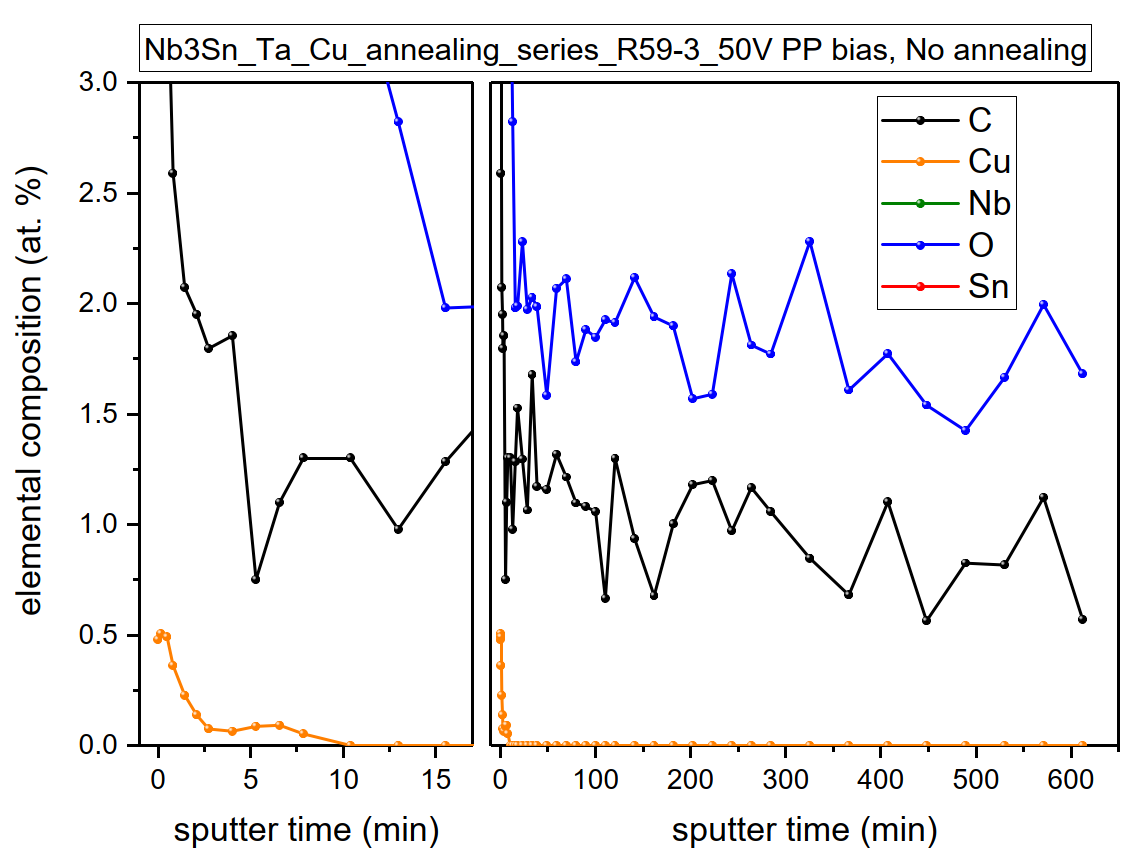 Nb3Sn_Ta_Cu_annealing_series_R59-3_50V PP bias, No annealing
elemental composition (at. %)
3.0
2.5
2.0
1.5
1.0
0.5
0.0
0 5 10 15
sputter time (min)
C
Cu
Nb
O
Sn
0 100 200 300 400 500 600
sputter time (min)